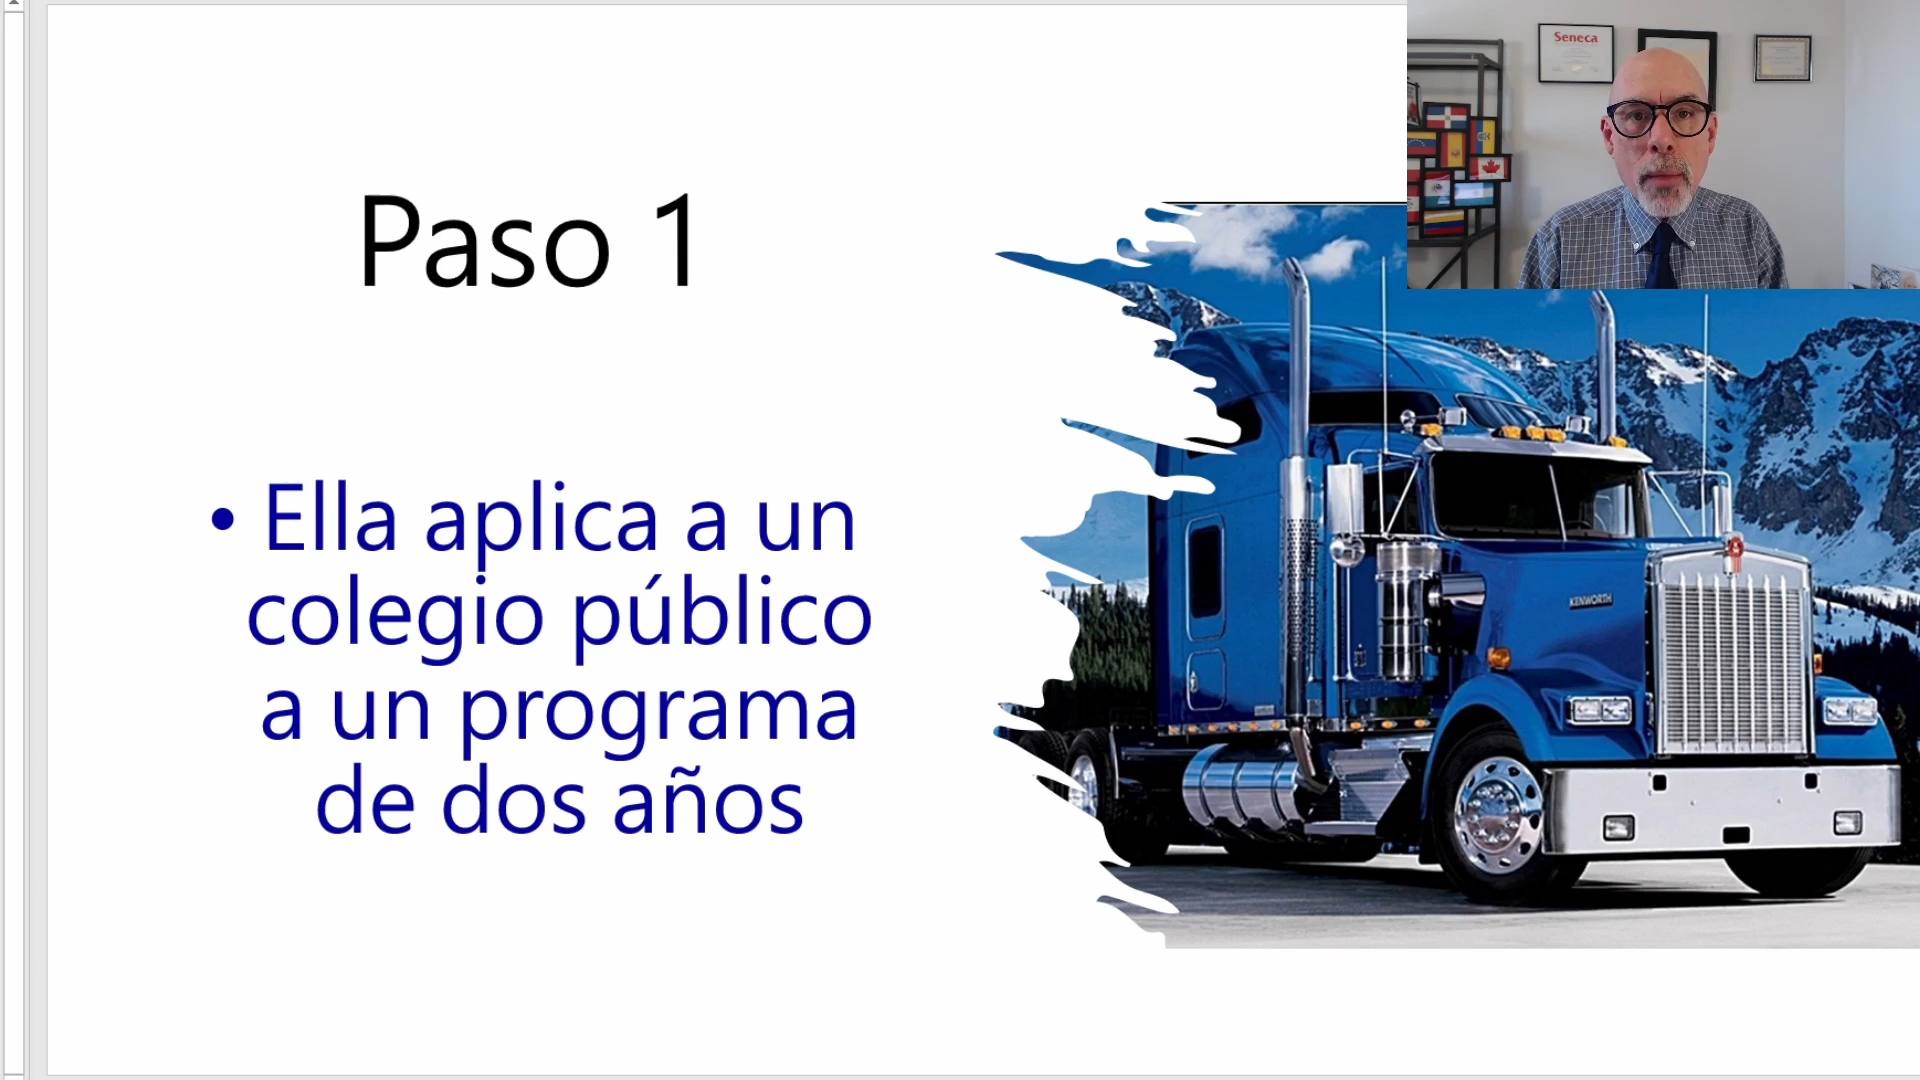 Seneca
Paso 1
• Ella aplica a un
colegio público
a un programa
de dos años
KENWORTH